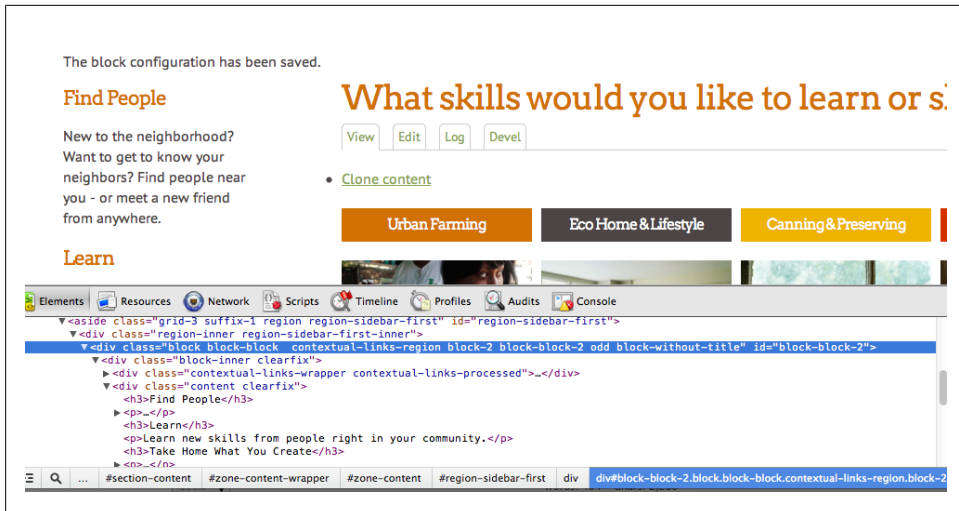 The block configuration has been saved.
Find People
New to the neighborhood?
Want to get to know your
neighbors? Find people near
you - or meet a new friend
from anywhere.
Learn
What skills would you like to learn or
View Edit Log Devel
Clone content
Urban Farming Eco Home & Lifestyle Canning & Preserving
Elements Resources Network Scripts Timeline Profiles Audits Console
▼<aside class="grid-3 suffix-1 region region-sidebar-first" id="region-sidebar-first">
▼<div class="region-inner region-sidebar-first-inner">
▼<div class="block block-block  contextual-links-region block-2 block-block-2 odd block-without-title" id="block-block-2">
▼<div class="block-inner clearfix">
▶<div class="contextual-links-wrapper contextual-links-processed">…</div>
▼<div class="content clearfix">
<h3>Find People</h3>
▶<p>…</p>
<h3>Learn</h3>
<p>Learn new skills from people right in your community.</p>
<h3>Take Home What You Create</h3>
▶<p>…</p>
... #section-content #zone-content-wrapper #zone-content #region-sidebar-first div div#block-block-2.block.block-block.contextual-links-region.block-2